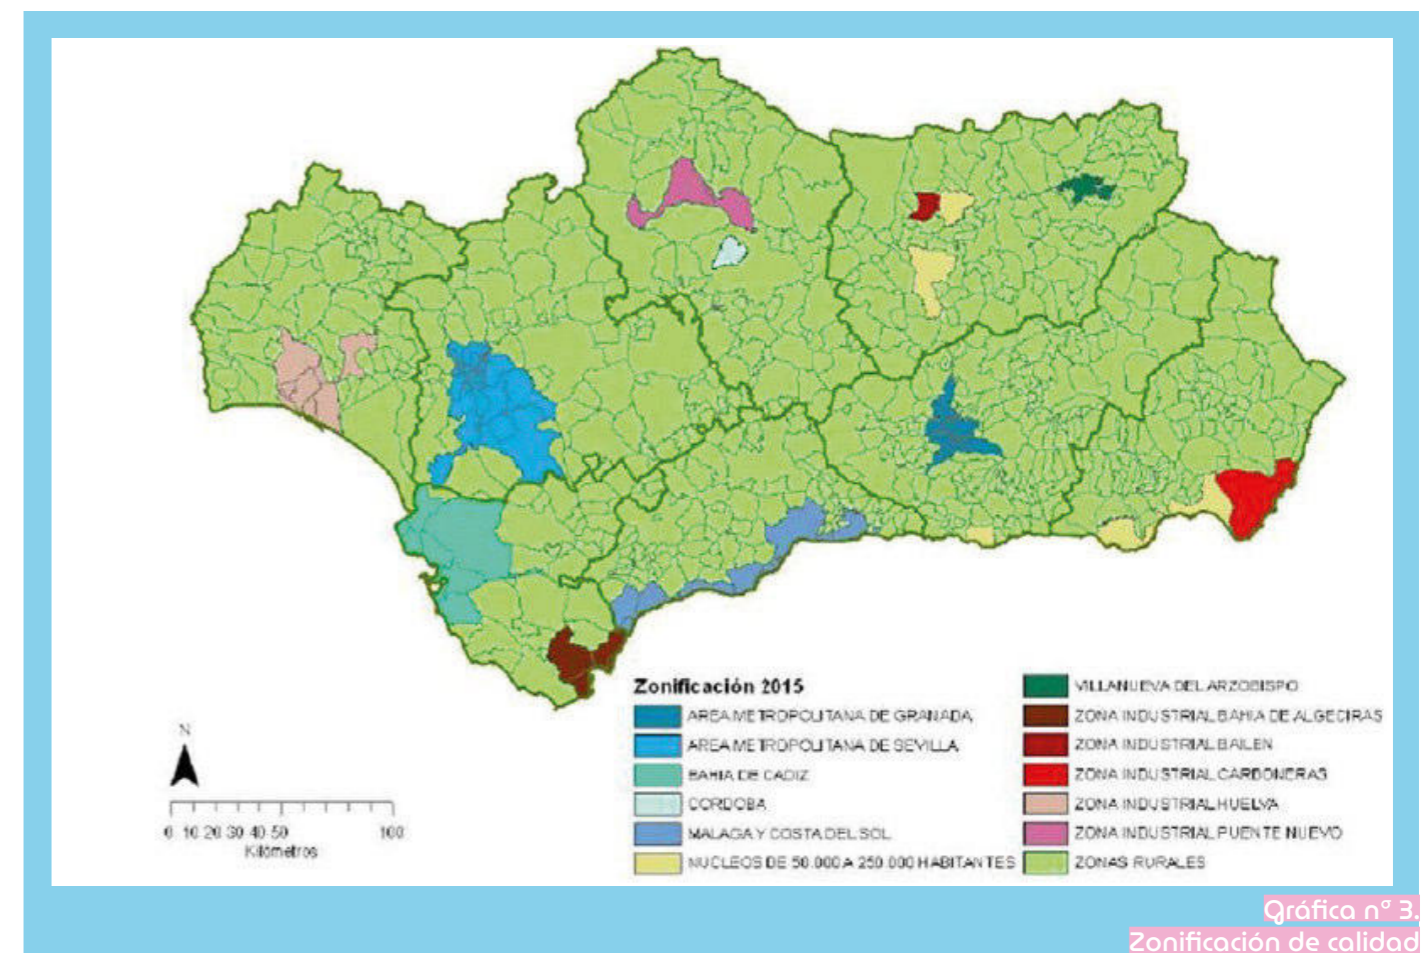 Zonificación 2015
AREA METROPOLITANA DE GRANADA
AREA METROPOLITANA DE SEVILLA
BAHIA DE CADIZ
CORDOBA
MALAGA Y COSTA DEL SOL
NUCLEOS DE 50.000 A 250.000 HABITANTES
VILLANUEVA DEL ARZOBISPO
ZONA INDUSTRIAL BAHIA DE ALGECIRAS
ZONA INDUSTRIAL BAILEN
ZONA INDUSTRIAL CARBONERAS
ZONA INDUSTRIAL HUELVA
ZONA INDUSTRIAL PUENTE NUEVO
ZONAS RURALES
N
0 10 20 30 40 50 100
Kilómetros
Gráfica nº 3.
Zonificación de calidad